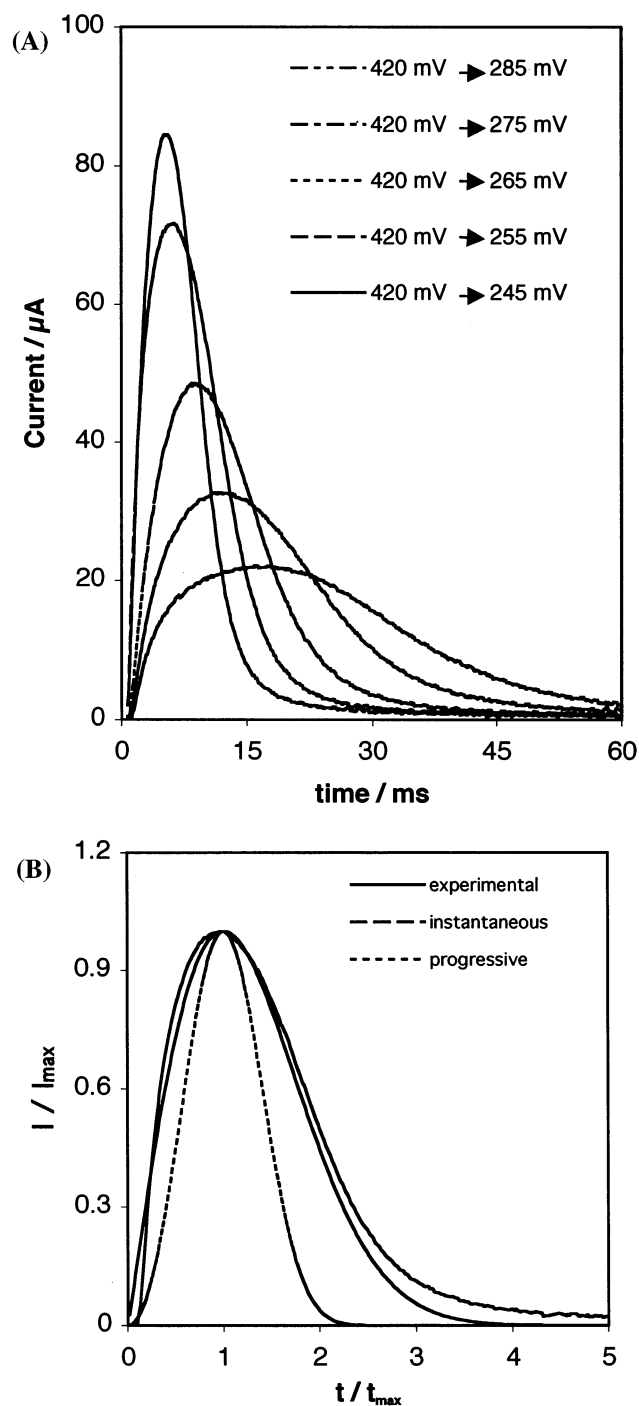 (A)
100
80
60
40
20
0
Current / µA
420 mV → 285 mV
420 mV → 275 mV
420 mV → 265 mV
420 mV → 255 mV
420 mV → 245 mV
0 15 30 45 60
time / ms
(B)
1.2
0.9
0.6
0.3
0
I / Imax
experimental
instantaneous
progressive
0 1 2 3 4 5
t / tmax